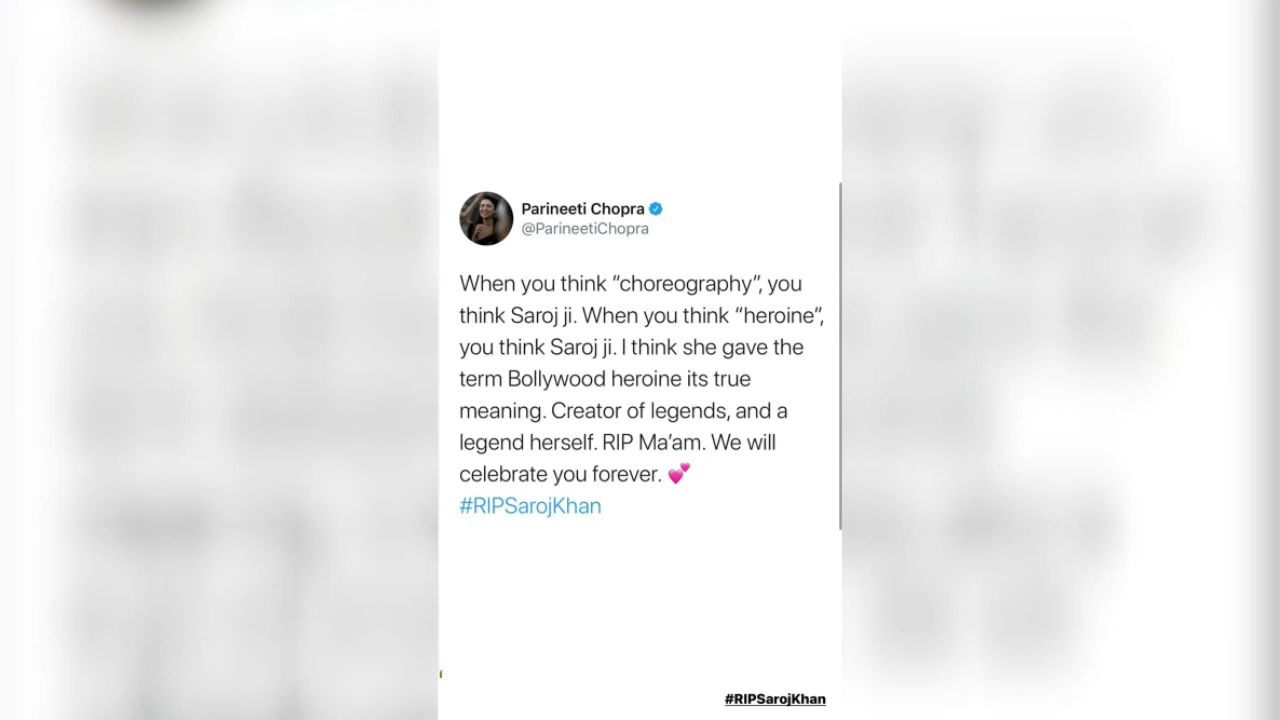 Parineeti Chopra
@ParineetiChopra
When you think “choreography”, you
think Saroj ji. When you think “heroine”,
you think Saroj ji. I think she gave the
term Bollywood heroine its true
meaning. Creator of legends, and a
legend herself. RIP Ma’am. We will
celebrate you forever. 💕
#RIPSarojKhan
#RIPSarojKhan